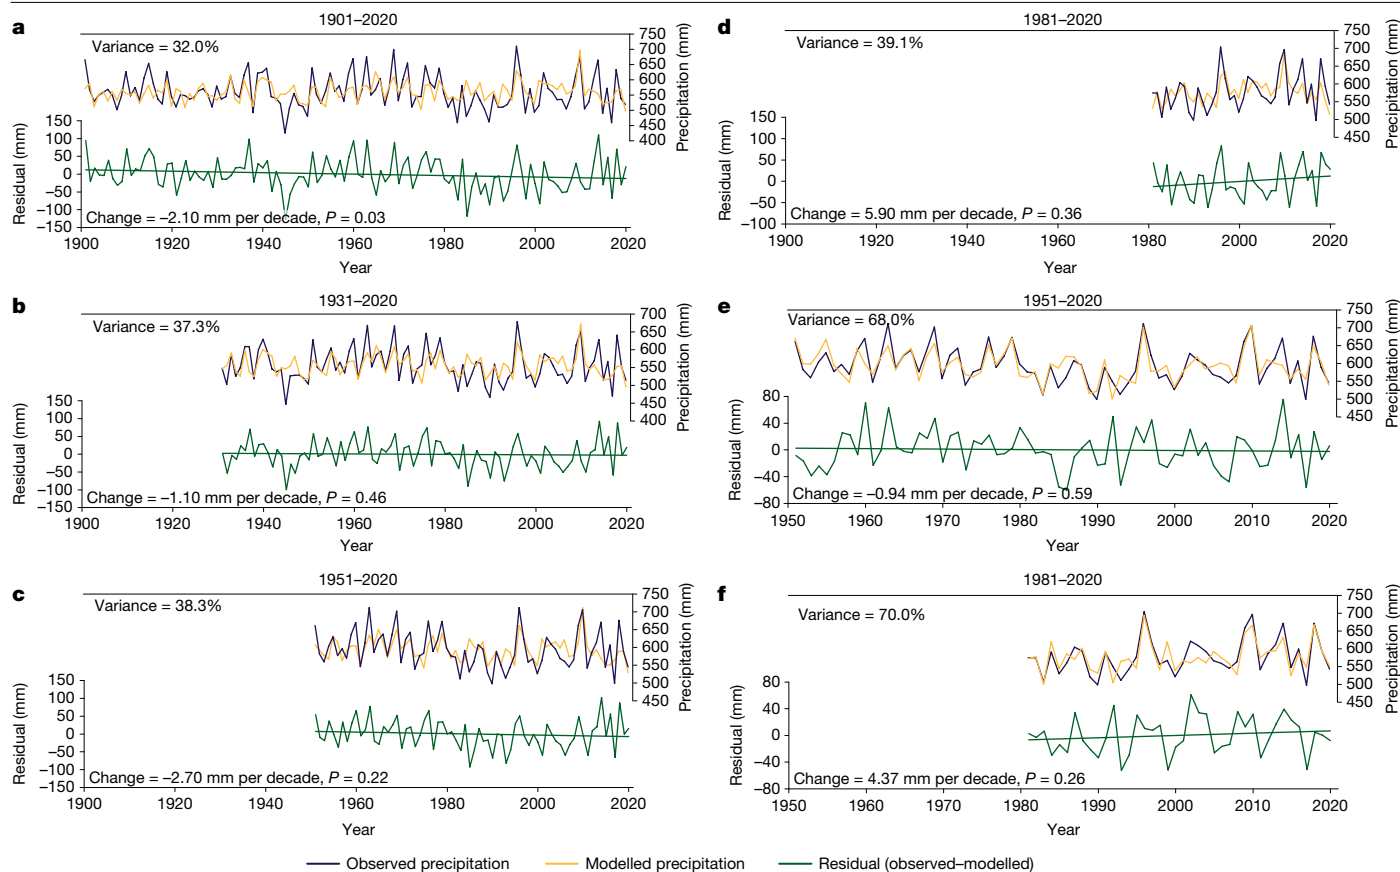 a
1901–2020
Variance = 32.0%
750
700
650
600
550
500
450
400
Precipitation (mm)
150
100
50
0
−50
−100
−150
Residual (mm)
Change = −2.10 mm per decade, P = 0.03
1900 1920 1940 1960 1980 2000 2020
Year
b
1931–2020
Variance = 37.3%
700
650
600
550
500
450
400
Precipitation (mm)
150
100
50
0
−50
−100
−150
Residual (mm)
Change = −1.10 mm per decade, P = 0.46
1900 1920 1940 1960 1980 2000 2020
Year
c
1951–2020
Variance = 38.3%
750
700
650
600
550
500
450
Precipitation (mm)
150
100
50
0
−50
−100
−150
Residual (mm)
Change = −2.70 mm per decade, P = 0.22
1900 1920 1940 1960 1980 2000 2020
Year
d
1981–2020
Variance = 39.1%
750
700
650
600
550
500
450
Precipitation (mm)
150
100
50
0
−50
−100
Residual (mm)
Change = 5.90 mm per decade, P = 0.36
1900 1920 1940 1960 1980 2000 2020
Year
e
1951–2020
Variance = 68.0%
750
700
650
600
550
500
450
Precipitation (mm)
80
40
0
−40
−80
Residual (mm)
Change = −0.94 mm per decade, P = 0.59
1950 1960 1970 1980 1990 2000 2010 2020
Year
f
1981–2020
Variance = 70.0%
750
700
650
600
550
500
450
Precipitation (mm)
80
40
0
−40
−80
Residual (mm)
Change = 4.37 mm per decade, P = 0.26
1950 1960 1970 1980 1990 2000 2010 2020
Year
Observed precipitation Modelled precipitation Residual (observed–modelled)